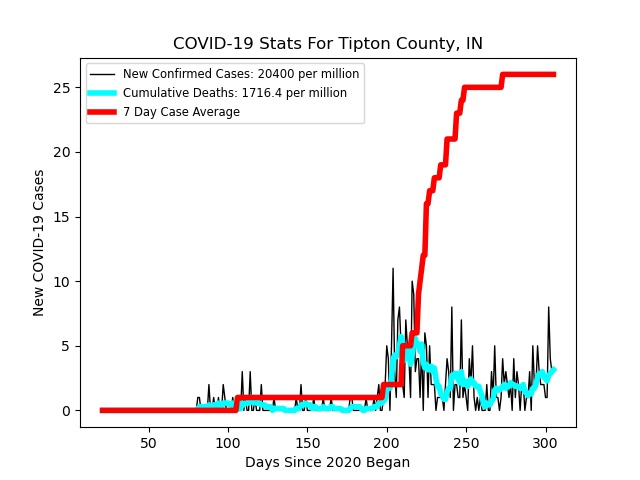 COVID-19 Stats For Tipton County, IN
New Confirmed Cases: 20400 per million
Cumulative Deaths: 1716.4 per million
7 Day Case Average
New COVID-19 Cases
25
20
15
10
5
0
50
100
150
200
250
300
Days Since 2020 Began